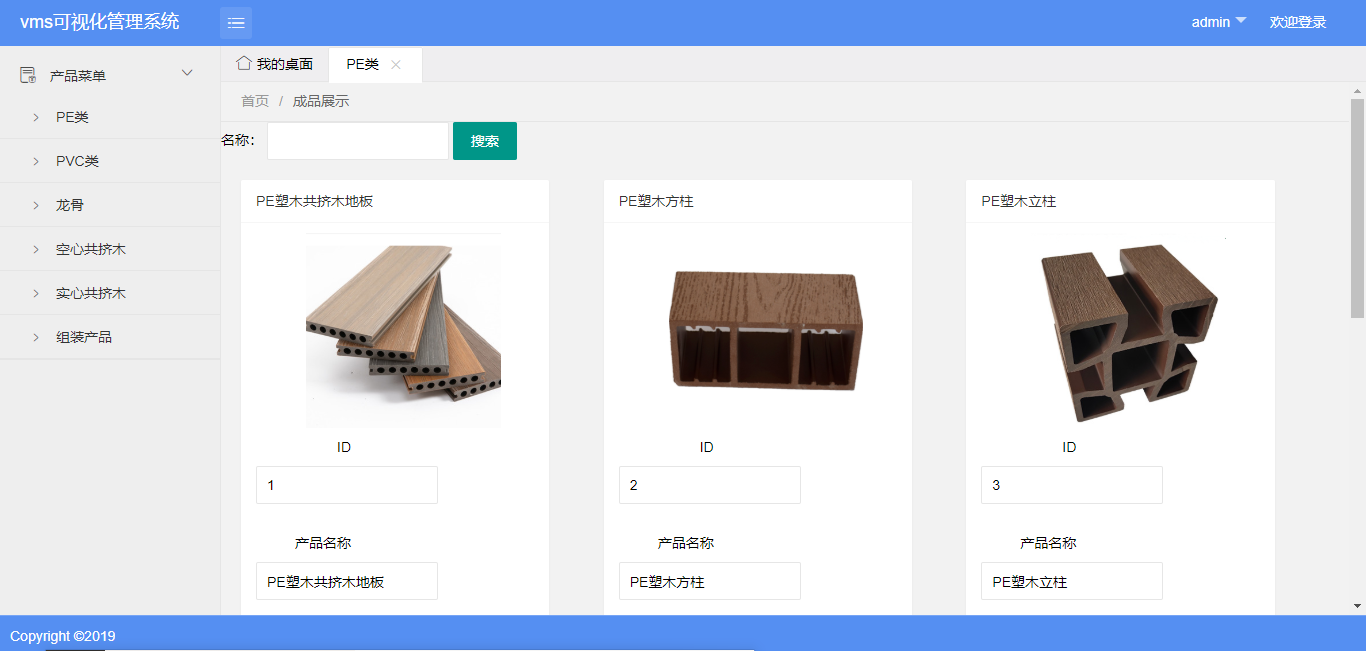 vms可视化管理系统
admin 欢迎登录
产品菜单
PE类
PVC类
龙骨
空心共挤木
实心共挤木
组装产品
我的桌面 PE类
首页 / 成品展示
名称： 搜索
PE塑木共挤木地板
ID
1
产品名称
PE塑木共挤木地板
PE塑木方柱
ID
2
产品名称
PE塑木方柱
PE塑木立柱
ID
3
产品名称
PE塑木立柱
Copyright ©2019